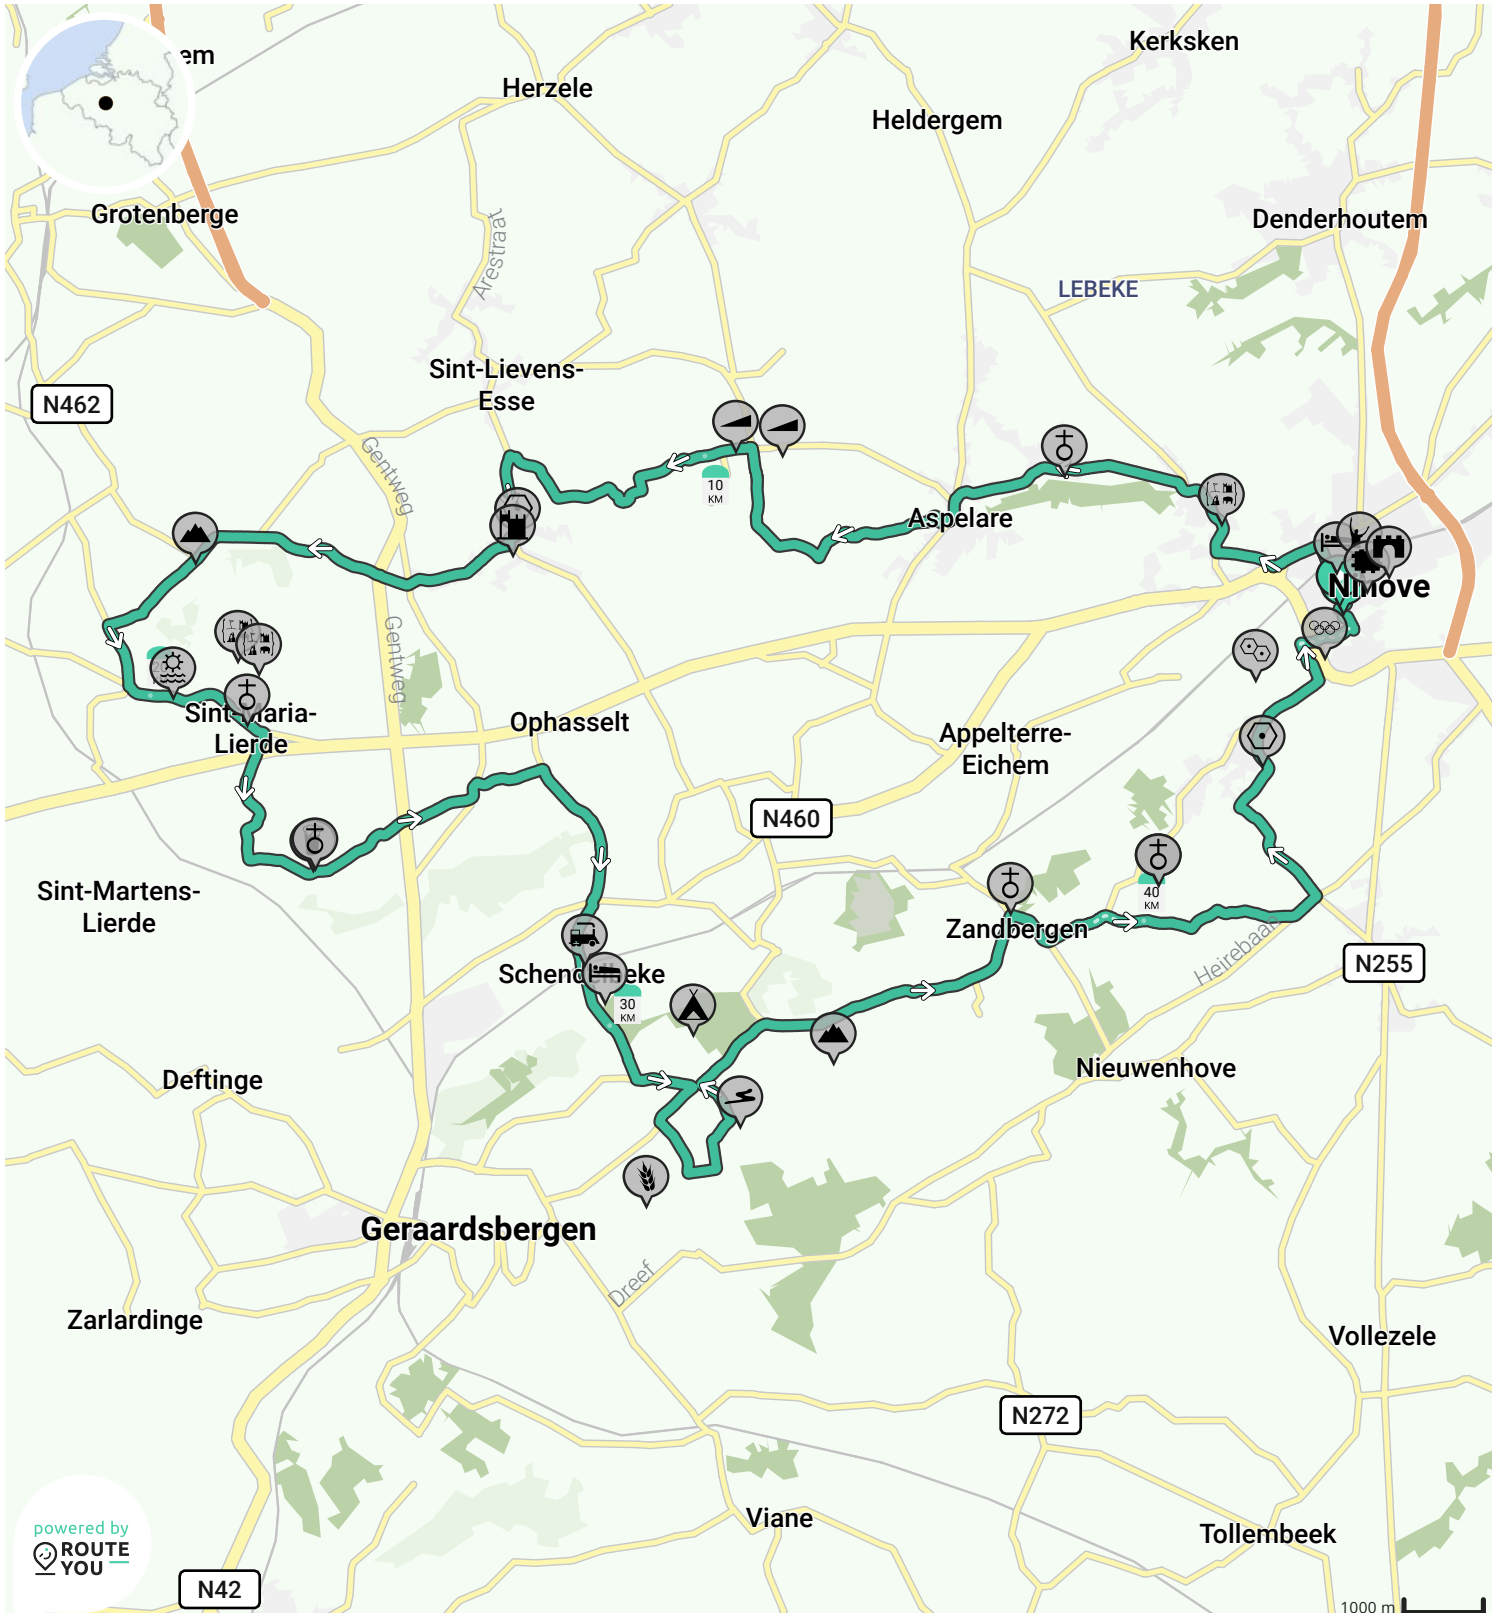 em
Kerksken
Herzele
Heldergem
Grotenberge
Denderhoutem
Arestraat
LEBEKE
Sint-Lievens-
Esse
N462
Gentweg
10
KM
Aspelare
Ninove
Gentweg
Sint-Maria-
Lierde
Ophasselt
Appelterre-
Eichem
N460
Sint-Martens-
Lierde
40
KM
Zandbergen
Heirebaan
N255
Schendelbeke
30
KM
Nieuwenhove
Deftinge
Geraardsbergen
Dreef
Zarlardinge
Vollezele
N272
Viane
Tollembeek
powered by
ROUTE
YOU
N42
1000 m